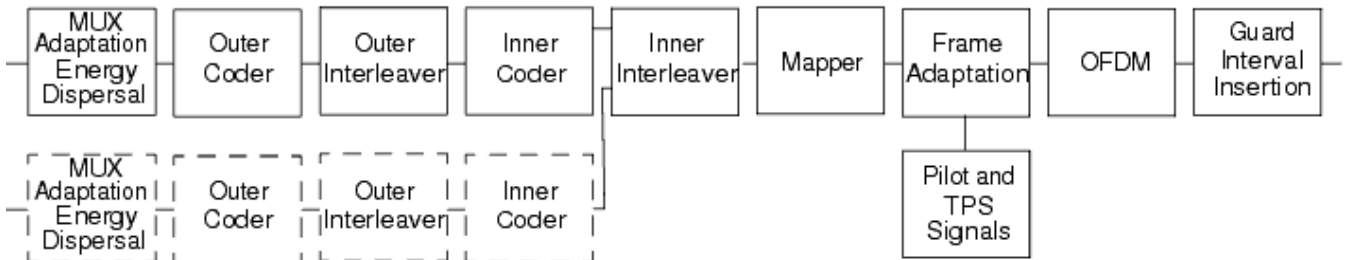 MUX
Adaptation
Energy
Dispersal
Outer
Coder
Outer
Interleaver
Inner
Coder
Inner
Interleaver
Mapper
Frame
Adaptation
OFDM
Guard
Interval
Insertion
MUX
Adaptation
Energy
Dispersal
Outer
Coder
Outer
Interleaver
Inner
Coder
Pilot and
TPS
Signals